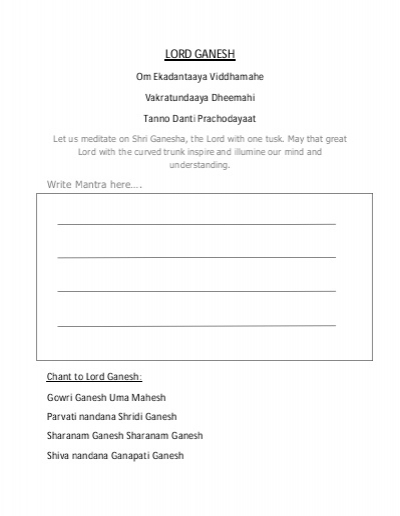 LORD GANESH
Om Ekadantaaya Viddhamahe
Vakratundaaya Dheemahi
Tanno Danti Prachodayaat
Let us meditate on Shri Ganesha, the Lord with one tusk. May that great
Lord with the curved trunk inspire and illumine our mind and
understanding.
Write Mantra here....
Chant to Lord Ganesh:
Gowri Ganesh Uma Mahesh
Parvati nandana Shridi Ganesh
Sharanam Ganesh Sharanam Ganesh
Shiva nandana Ganapati Ganesh